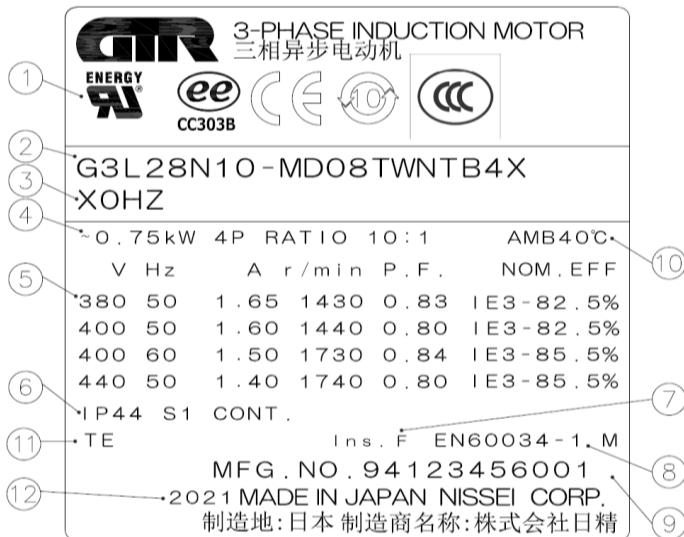 GTR 3-PHASE INDUCTION MOTOR
三相异步电动机
① ENERGY ee CE 10 CCC
CC303B
② G3L28N10-MD08TWNTB4X
③ X0HZ
④ ~0.75kW 4P RATIO 10:1 AMB40℃ ⑩
V Hz A r/min P.F. NOM.EFF
⑤ 380 50 1.65 1430 0.83 IE3-82.5%
400 50 1.60 1440 0.80 IE3-82.5%
400 60 1.50 1730 0.84 IE3-85.5%
440 50 1.40 1740 0.80 IE3-85.5%
⑥ IP44 S1 CONT. ⑦
⑪ TE Ins.F EN60034-1.M ⑧
MFG.NO.94123456001
⑫ 2021 MADE IN JAPAN NISSEI CORP. ⑨
制造地:日本 制造商名称:株式会社日精